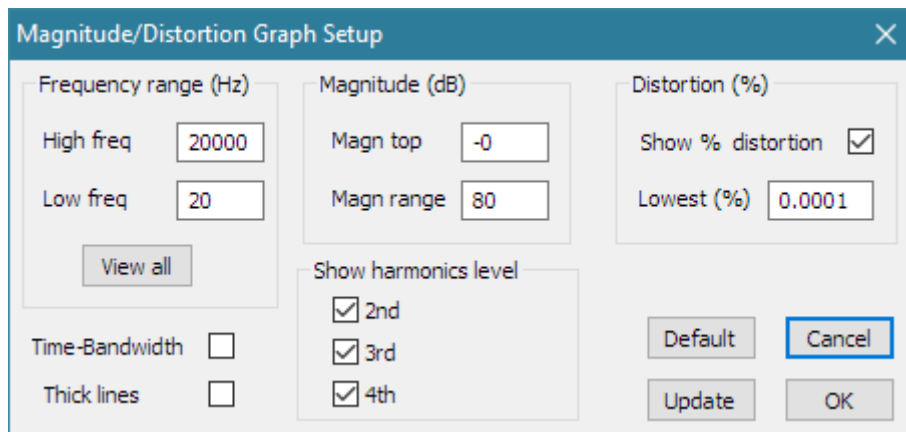 Magnitude/Distortion Graph Setup
Frequency range (Hz)
High freq 20000
Low freq 20
View all
Time-Bandwidth
Thick lines
Magnitude (dB)
Magn top -0
Magn range 80
Show harmonics level
2nd
3rd
4th
Distortion (%)
Show % distortion
Lowest (%) 0.0001
Default Cancel
Update OK